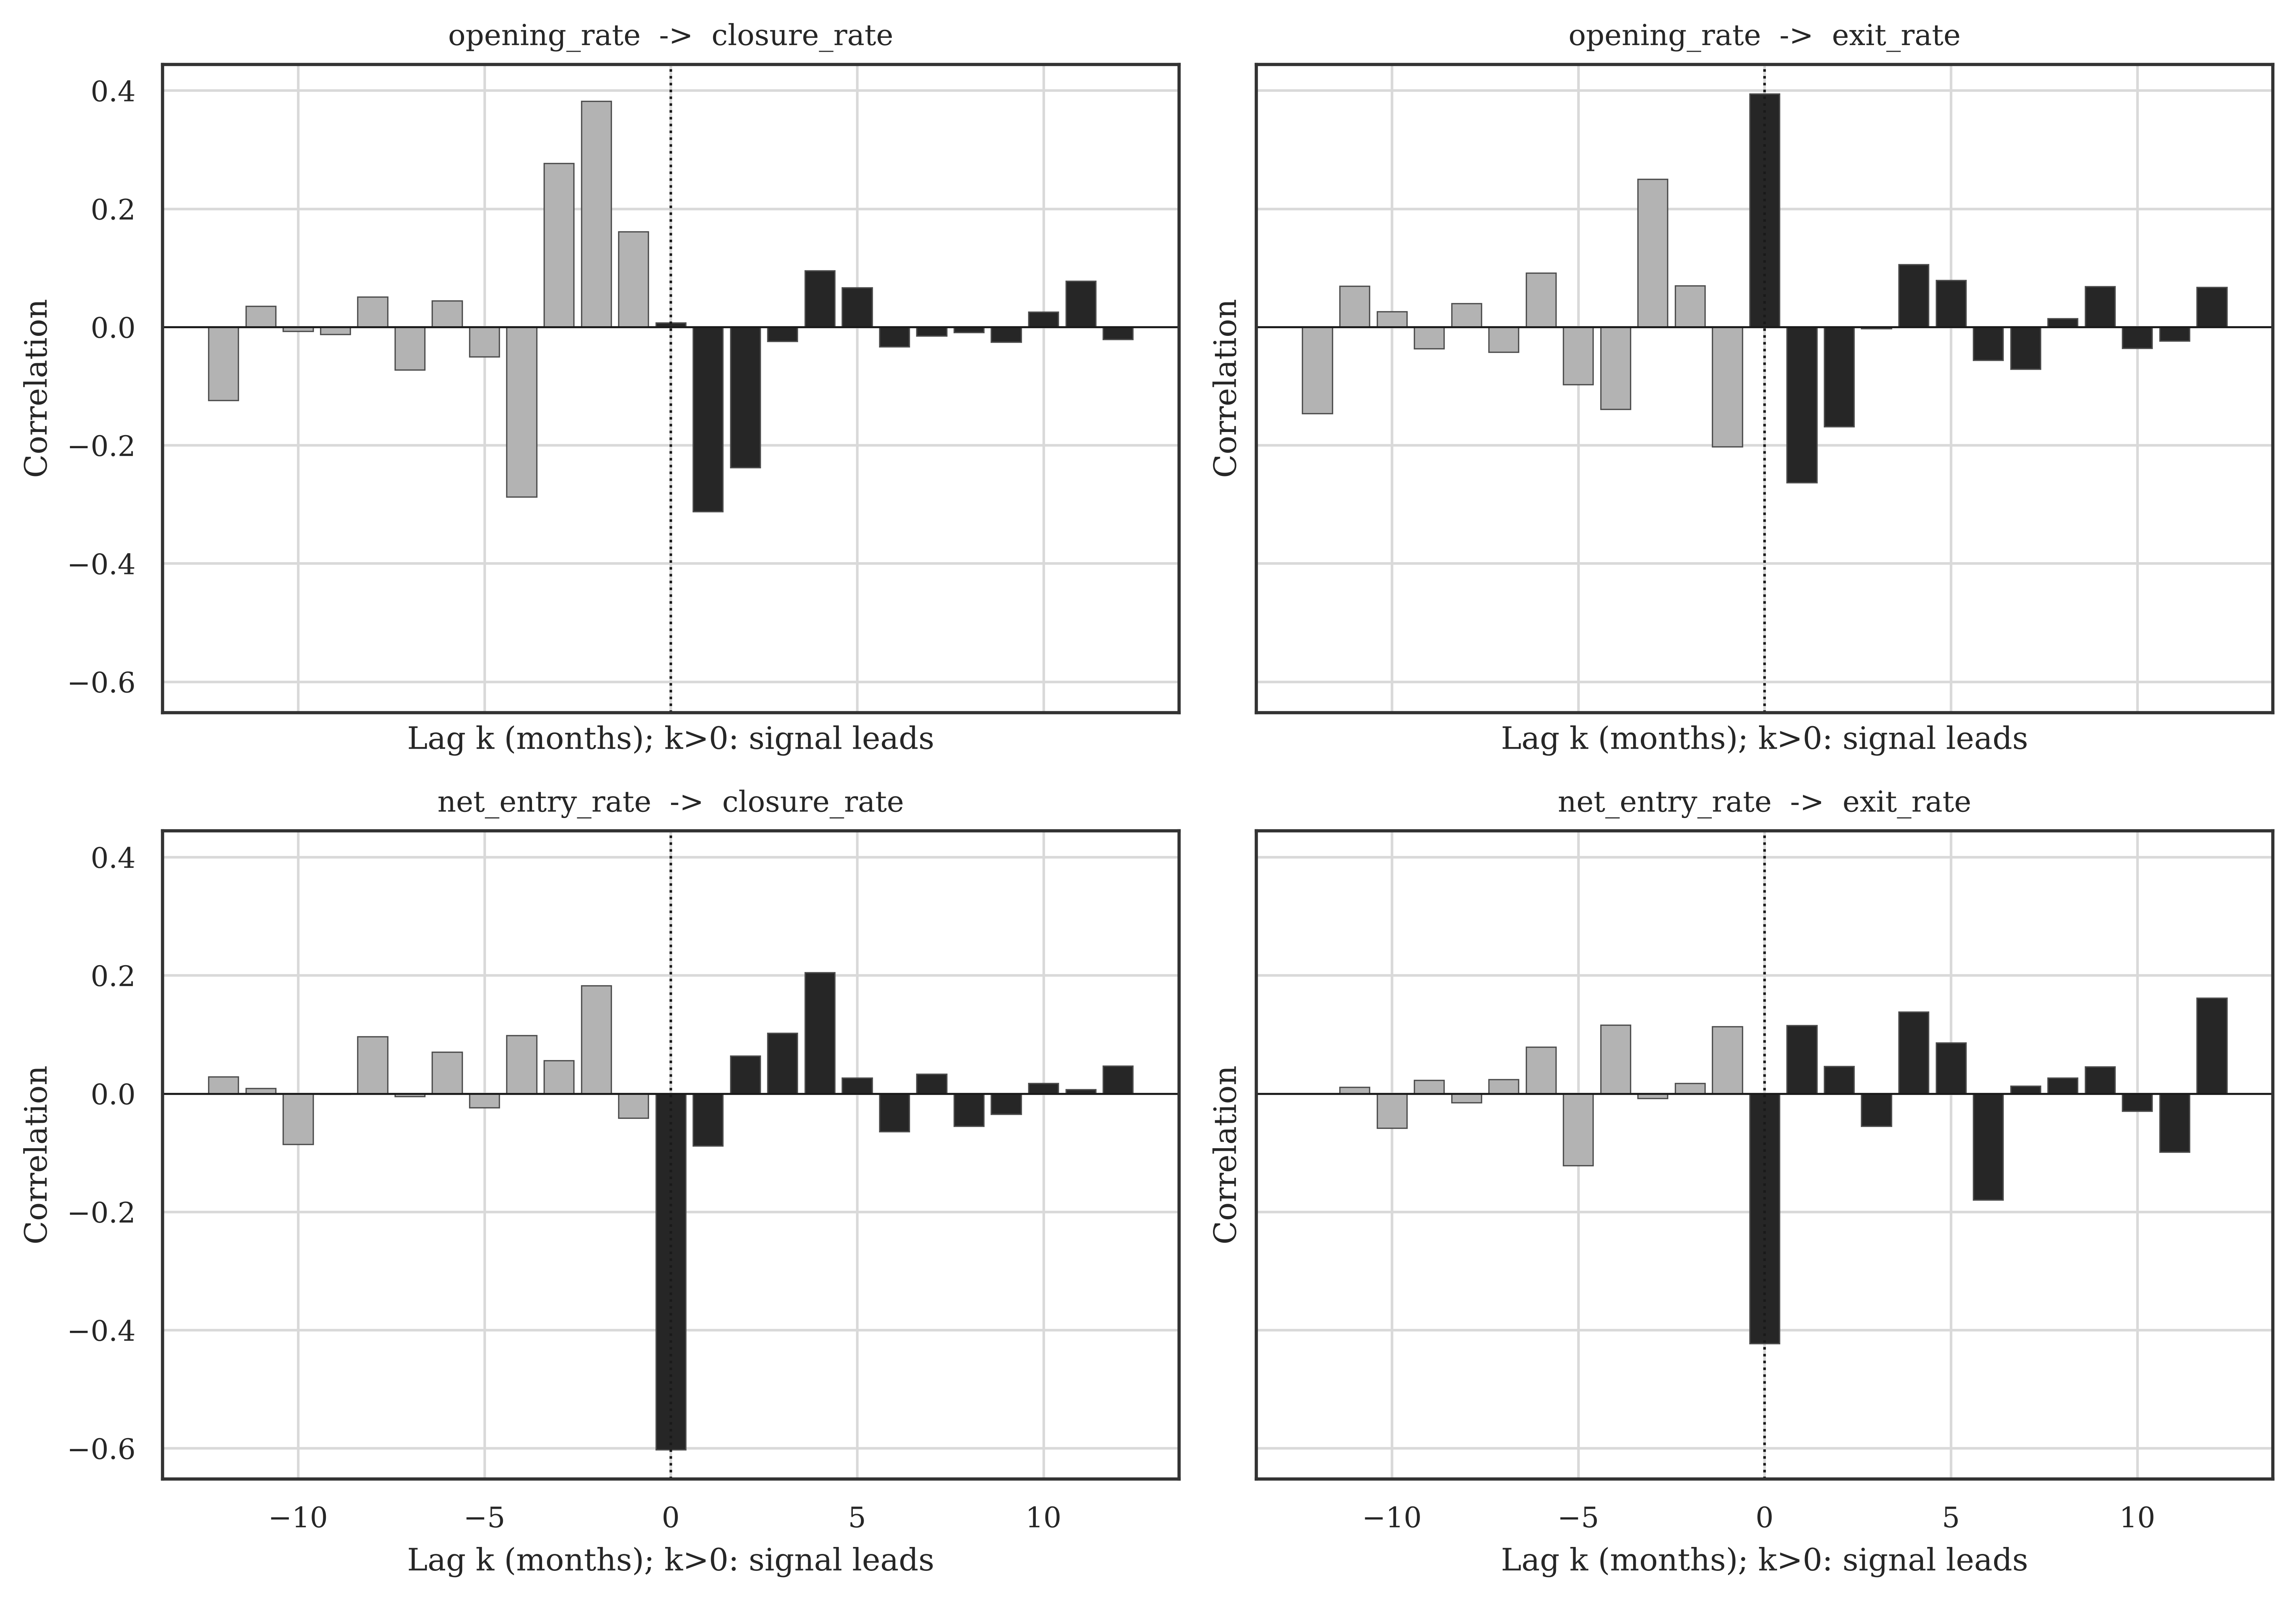 opening_rate -> closure_rate
opening_rate -> exit_rate
0.4
0.2
0.0
−0.2
−0.4
−0.6
Correlation
Correlation
Lag k (months); k>0: signal leads
Lag k (months); k>0: signal leads
net_entry_rate -> closure_rate
net_entry_rate -> exit_rate
0.4
0.2
0.0
−0.2
−0.4
−0.6
Correlation
Correlation
−10 −5 0 5 10
−10 −5 0 5 10
Lag k (months); k>0: signal leads
Lag k (months); k>0: signal leads